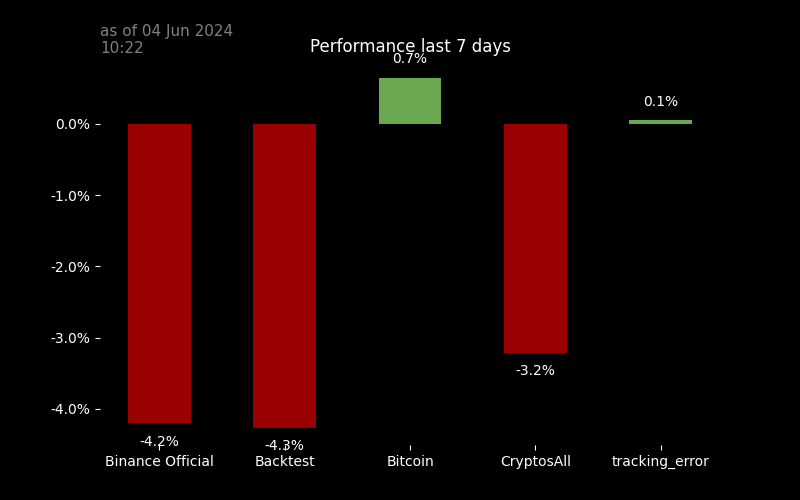 as of 04 Jun 2024
10:22
Performance last 7 days
0.7%
0.1%
0.0%
-1.0%
-2.0%
-3.0%
-3.2%
-4.0%
-4.2%
-4.3%
Binance Official
Backtest
Bitcoin
CryptosAll
tracking_error